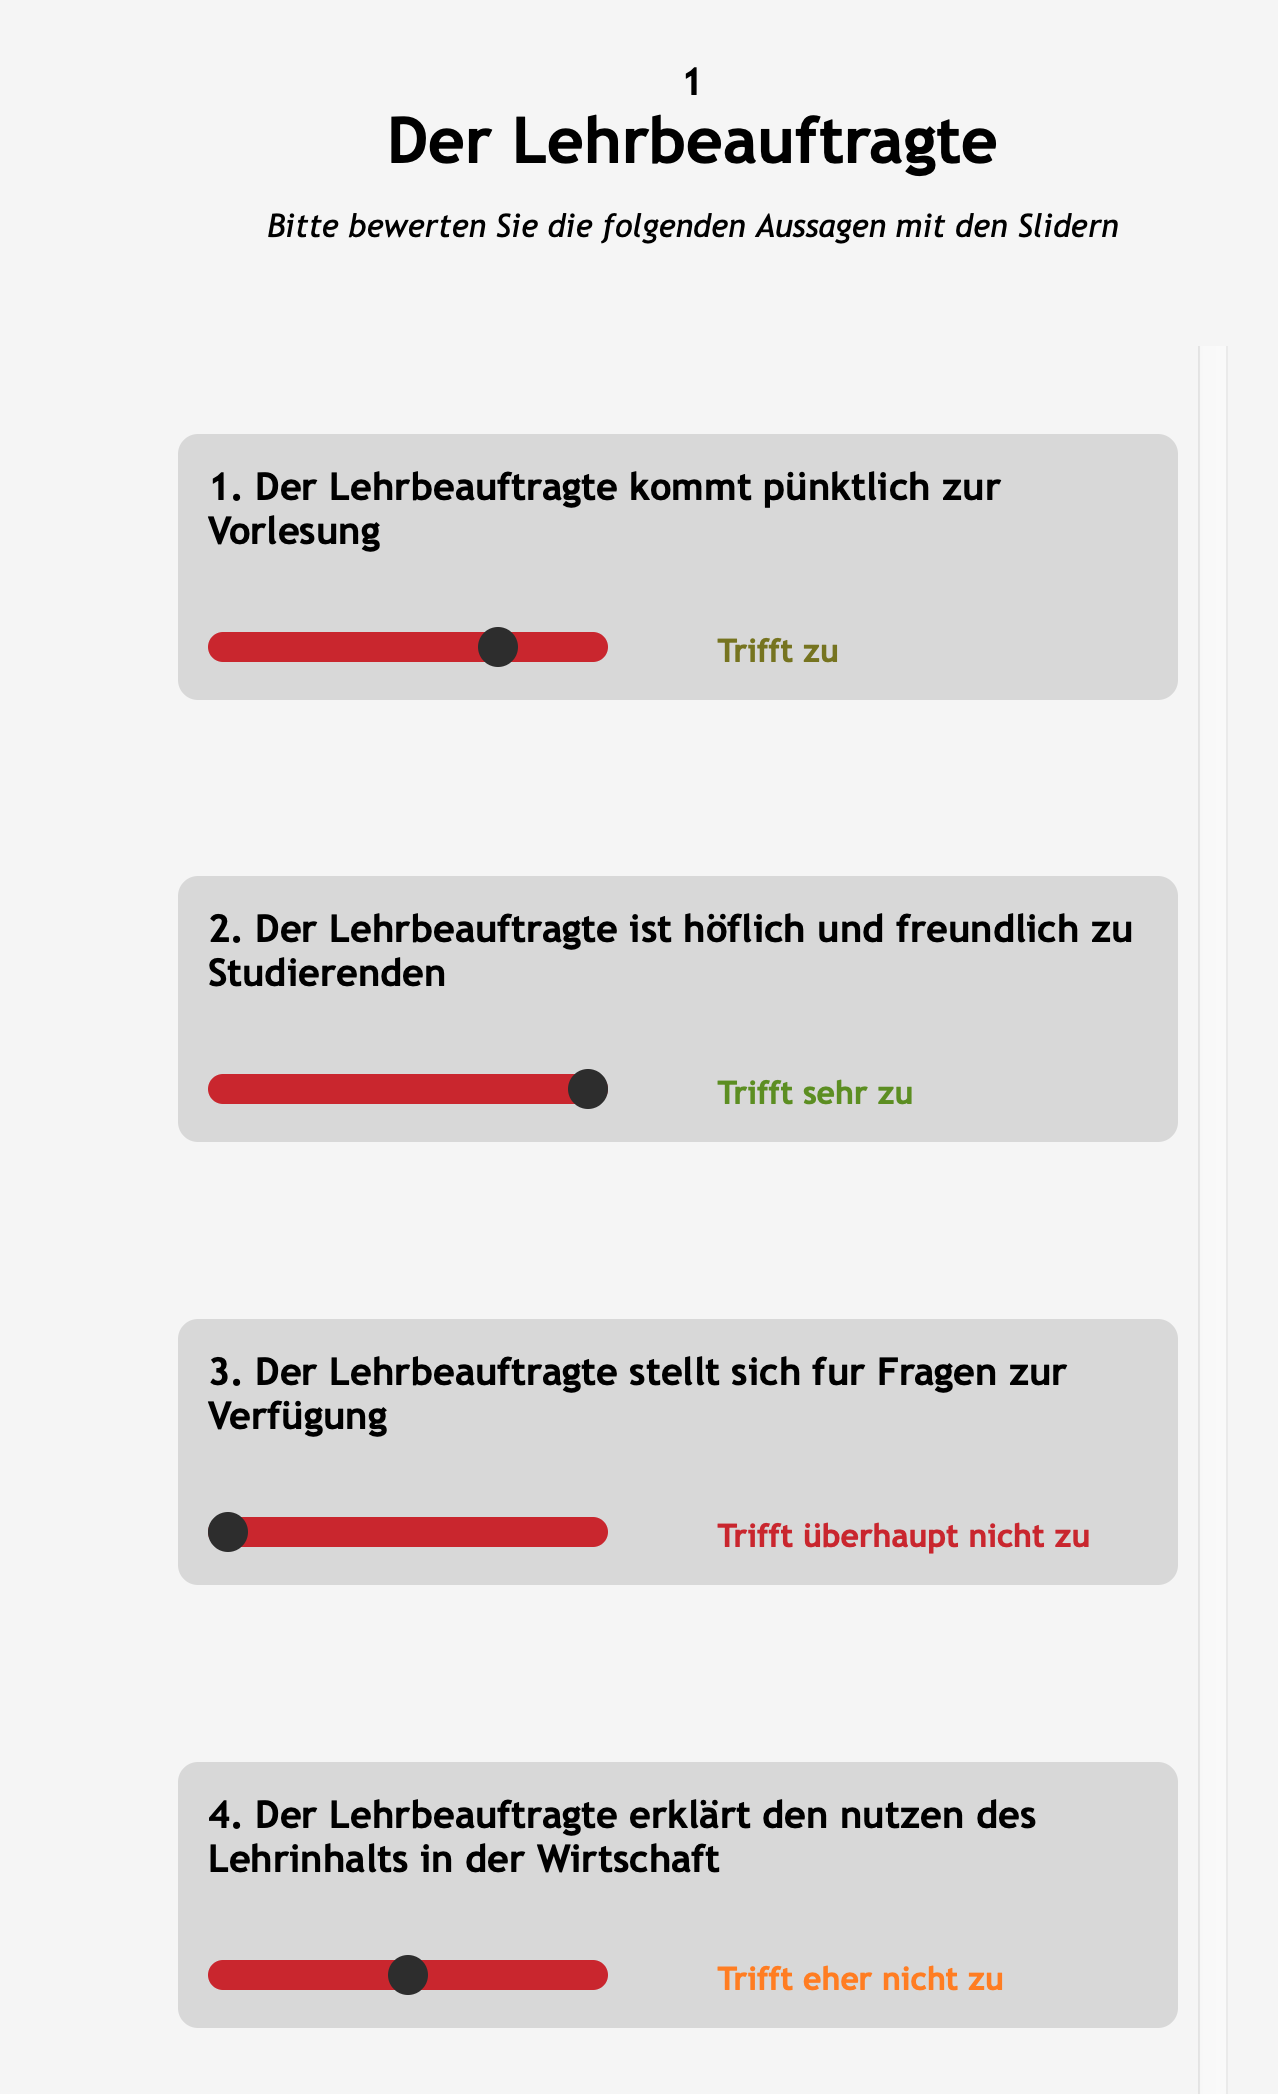 1
Der Lehrbeauftragte
Bitte bewerten Sie die folgenden Aussagen mit den Slidern
1. Der Lehrbeauftragte kommt pünktlich zur
Vorlesung
Trifft zu
2. Der Lehrbeauftragte ist höflich und freundlich zu
Studierenden
Trifft sehr zu
3. Der Lehrbeauftragte stellt sich fur Fragen zur
Verfügung
Trifft überhaupt nicht zu
4. Der Lehrbeauftragte erklärt den nutzen des
Lehrinhalts in der Wirtschaft
Trifft eher nicht zu